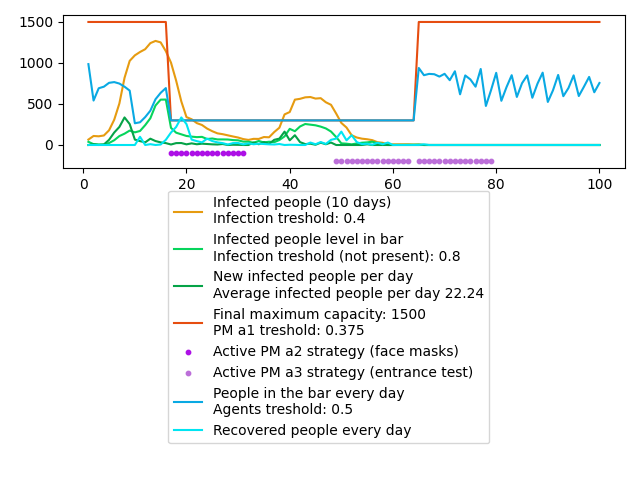 1500
1000
500
0
0 20 40 60 80 100
Infected people (10 days)
Infection treshold: 0.4
Infected people level in bar
Infection treshold (not present): 0.8
New infected people per day
Average infected people per day 22.24
Final maximum capacity: 1500
PM a1 treshold: 0.375
Active PM a2 strategy (face masks)
Active PM a3 strategy (entrance test)
People in the bar every day
Agents treshold: 0.5
Recovered people every day